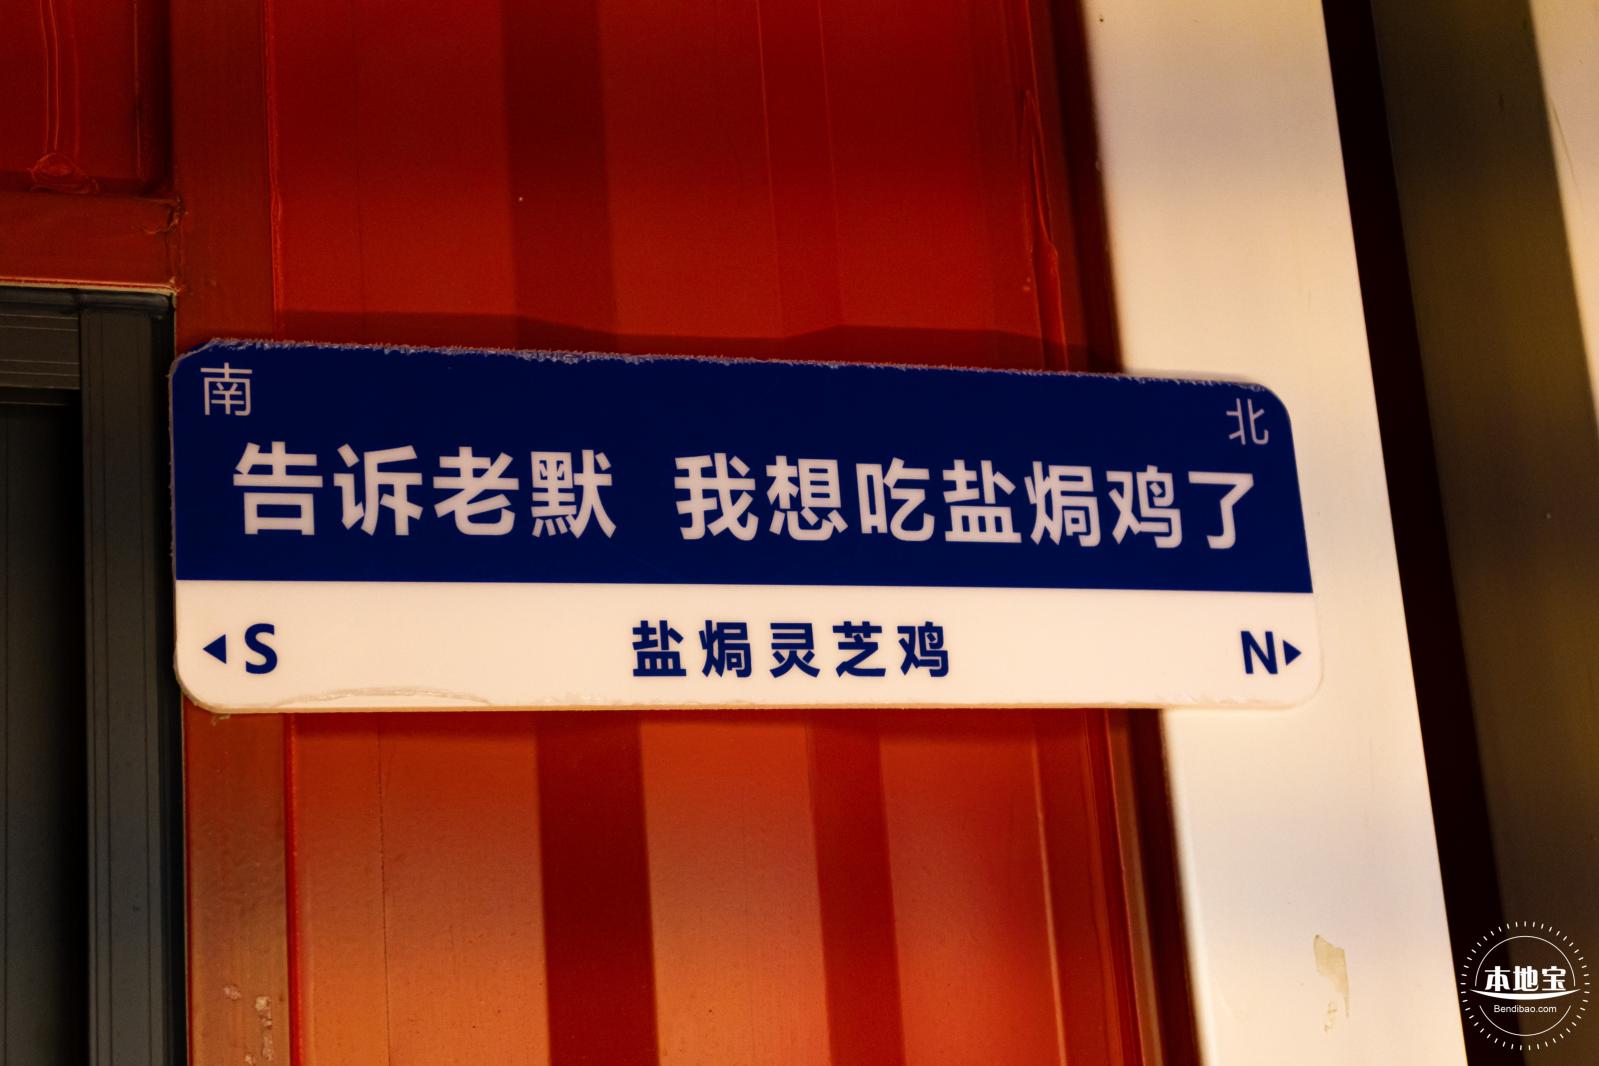 南
北
告诉老默 我想吃盐焗鸡了
S
盐焗灵芝鸡
N
本地宝
Bendibao.com